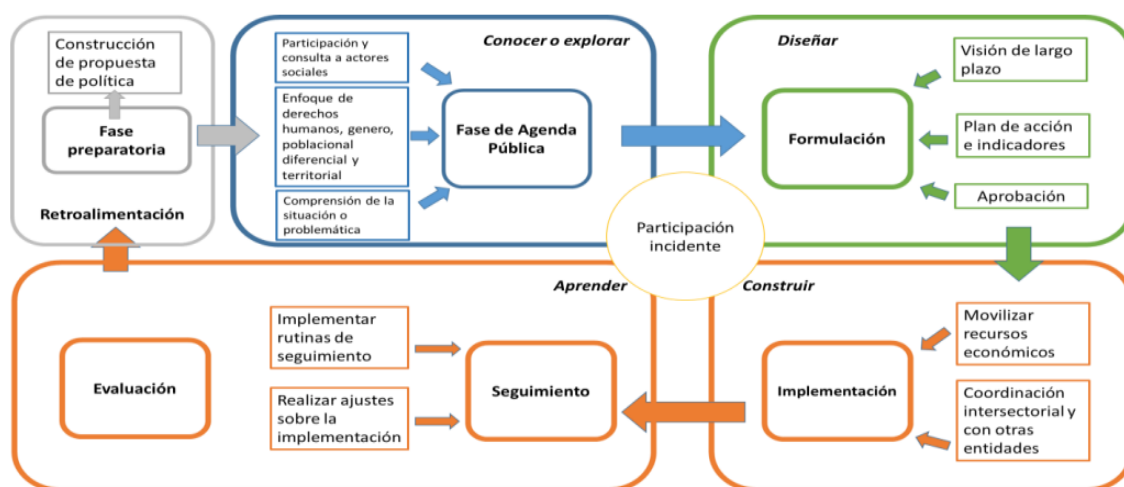 Construcción
de propuesta
de política
Fase
preparatoria
Retroalimentación
Conocer o explorar
Participación y
consulta a actores
sociales
Enfoque de
derechos
humanos, genero,
poblacional
diferencial y
territorial
Comprensión de la
situación o
problemática
Fase de Agenda
Pública
Diseñar
Formulación
Visión de largo
plazo
Plan de acción
e indicadores
Aprobación
Participación
incidente
Aprender
Evaluación
Implementar
rutinas de
seguimiento
Realizar ajustes
sobre la
implementación
Seguimiento
Construir
Implementación
Movilizar
recursos
económicos
Coordinación
intersectorial y
con otras
entidades